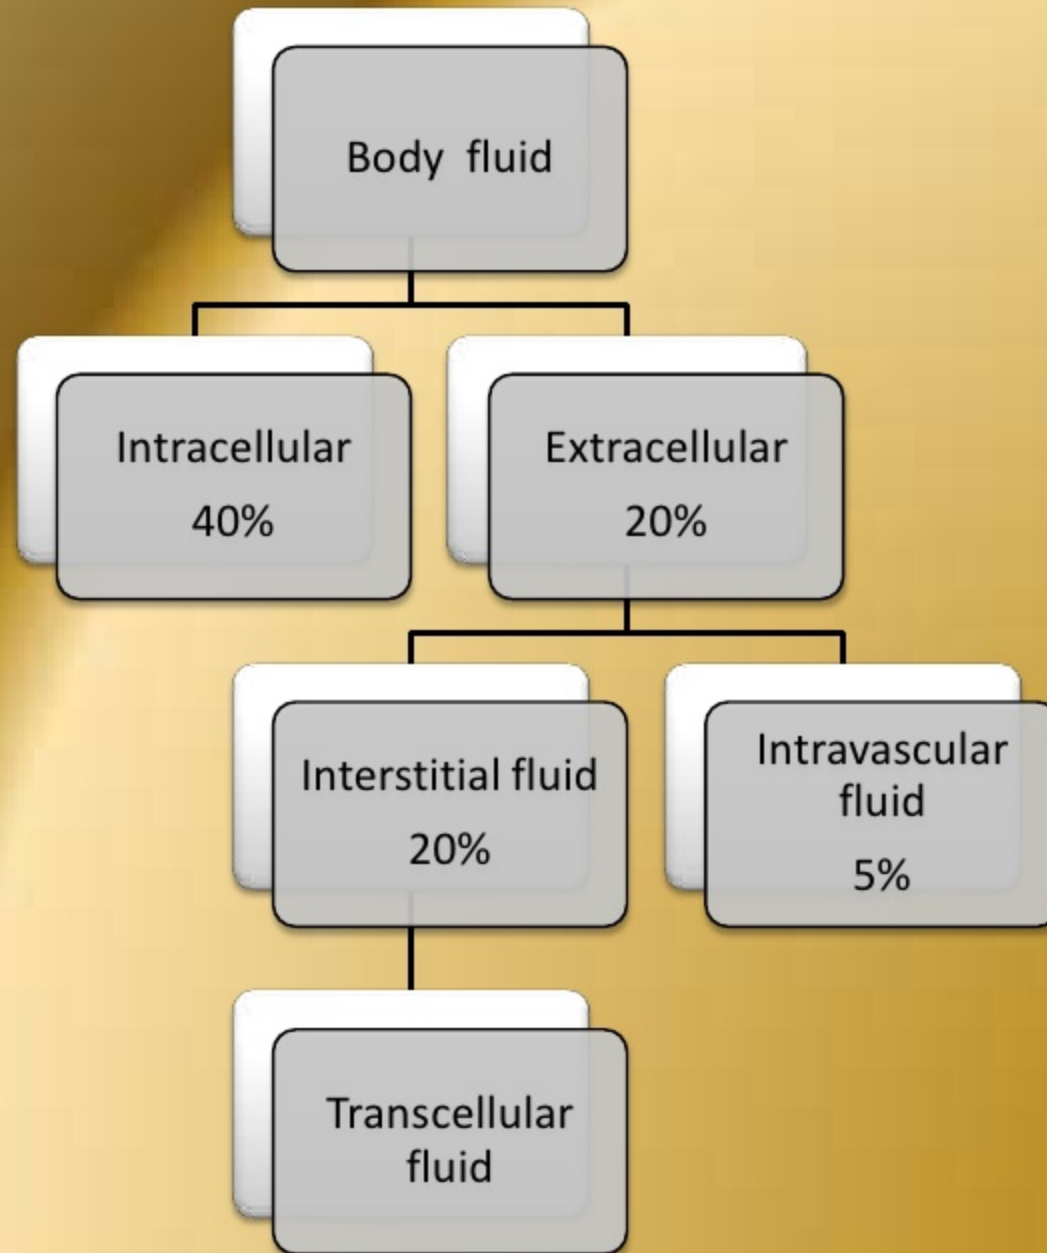 Body fluid
Intracellular
40%
Extracellular
20%
Interstitial fluid
20%
Intravascular
fluid
5%
Transcellular
fluid